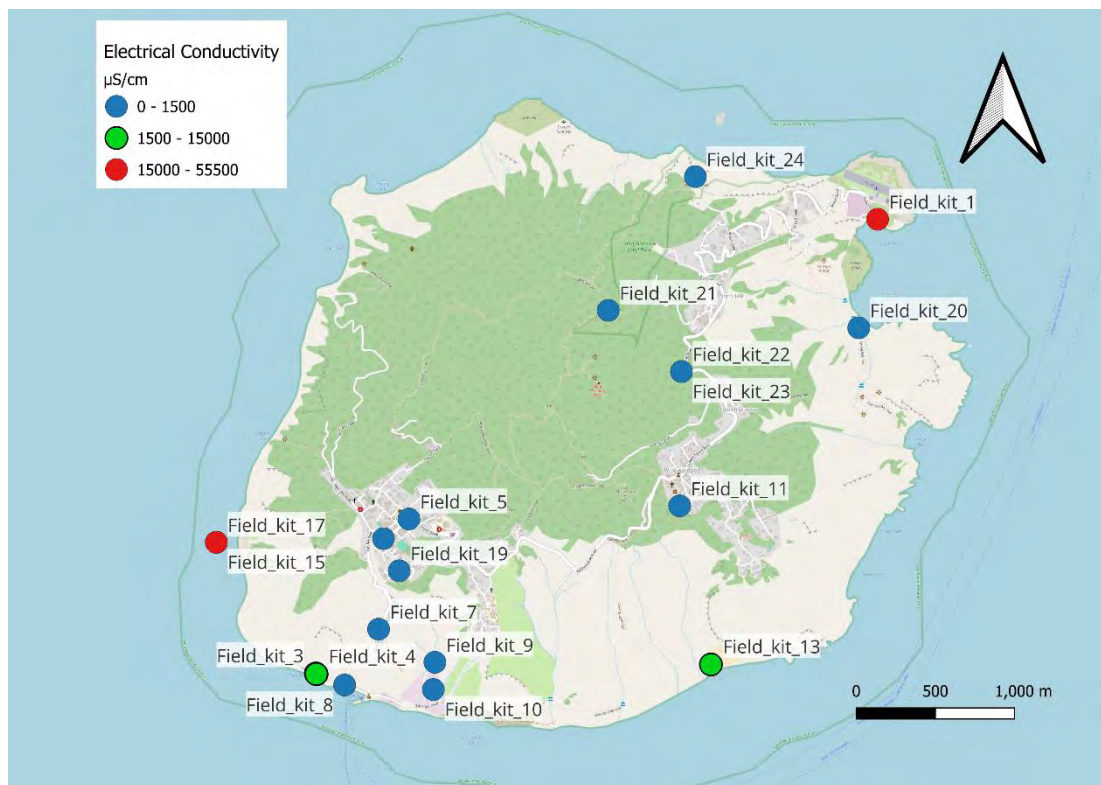 Electrical Conductivity
µS/cm
0 - 1500
1500 - 15000
15000 - 55500
Field_kit_24
Field_kit_1
Field_kit_21
Field_kit_20
Field_kit_22
Field_kit_23
Field_kit_11
Field_kit_5
Field_kit_17
Field_kit_19
Field_kit_15
Field_kit_7
Field_kit_9
Field_kit_3
Field_kit_4
Field_kit_13
Field_kit_8
Field_kit_10
0 500 1,000 m